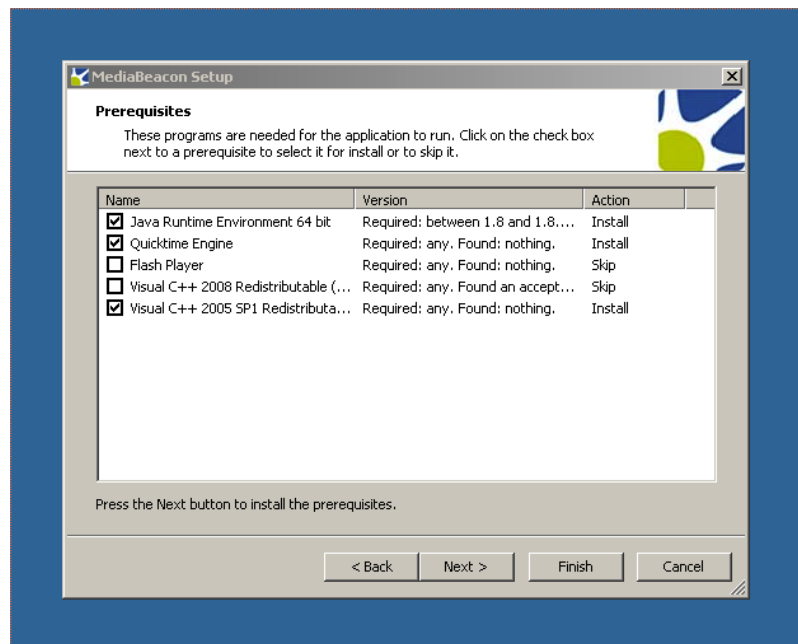 MediaBeacon Setup
Prerequisites
These programs are needed for the application to run. Click on the check box
next to a prerequisite to select it for install or to skip it.
Name Version Action
Java Runtime Environment 64 bit Required: between 1.8 and 1.8.... Install
Quicktime Engine Required: any. Found: nothing. Install
Flash Player Required: any. Found: nothing. Skip
Visual C++ 2008 Redistributable (... Required: any. Found an accept... Skip
Visual C++ 2005 SP1 Redistributa... Required: any. Found: nothing. Install
Press the Next button to install the prerequisites.
< Back Next > Finish Cancel